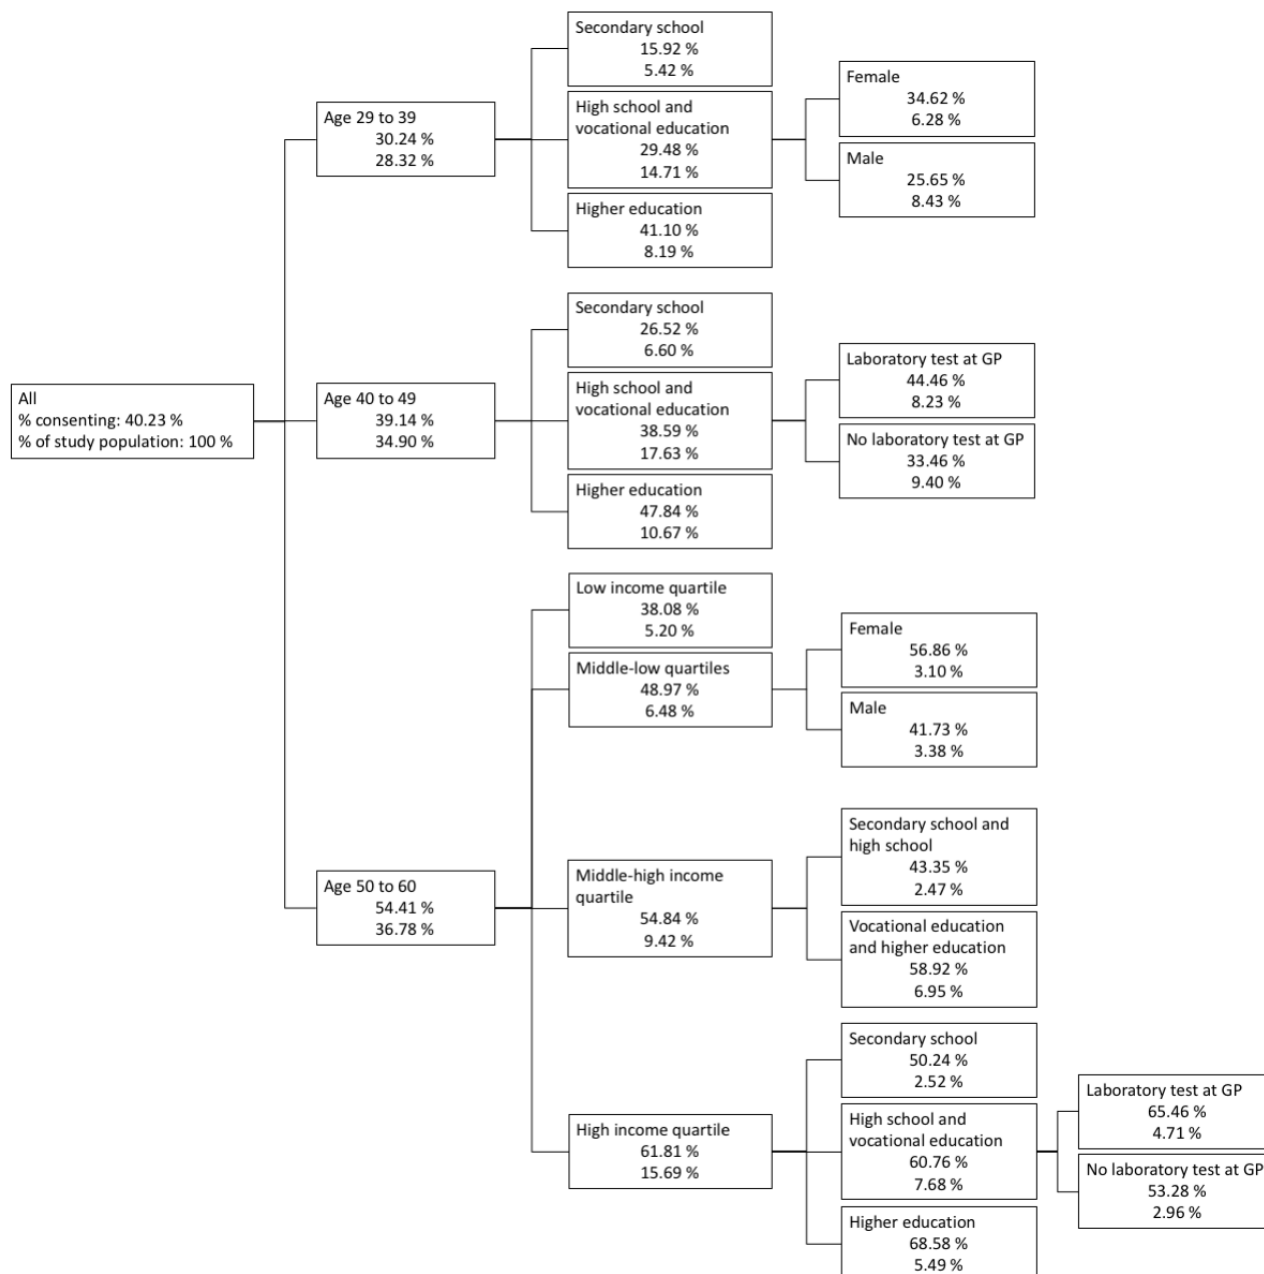 All
% consenting: 40.23 %
% of study population: 100 %
Age 29 to 39
30.24 %
28.32 %
Secondary school
15.92 %
5.42 %
High school and
vocational education
29.48 %
14.71 %
Female
34.62 %
6.28 %
Male
25.65 %
8.43 %
Higher education
41.10 %
8.19 %
Age 40 to 49
39.14 %
34.90 %
Secondary school
26.52 %
6.60 %
High school and
vocational education
38.59 %
17.63 %
Laboratory test at GP
44.46 %
8.23 %
No laboratory test at GP
33.46 %
9.40 %
Higher education
47.84 %
10.67 %
Age 50 to 60
54.41 %
36.78 %
Low income quartile
38.08 %
5.20 %
Middle-low quartiles
48.97 %
6.48 %
Female
56.86 %
3.10 %
Male
41.73 %
3.38 %
Middle-high income
quartile
54.84 %
9.42 %
Secondary school and
high school
43.35 %
2.47 %
Vocational education
and higher education
58.92 %
6.95 %
High income quartile
61.81 %
15.69 %
Secondary school
50.24 %
2.52 %
High school and
vocational education
60.76 %
7.68 %
Laboratory test at GP
65.46 %
4.71 %
No laboratory test at GP
53.28 %
2.96 %
Higher education
68.58 %
5.49 %